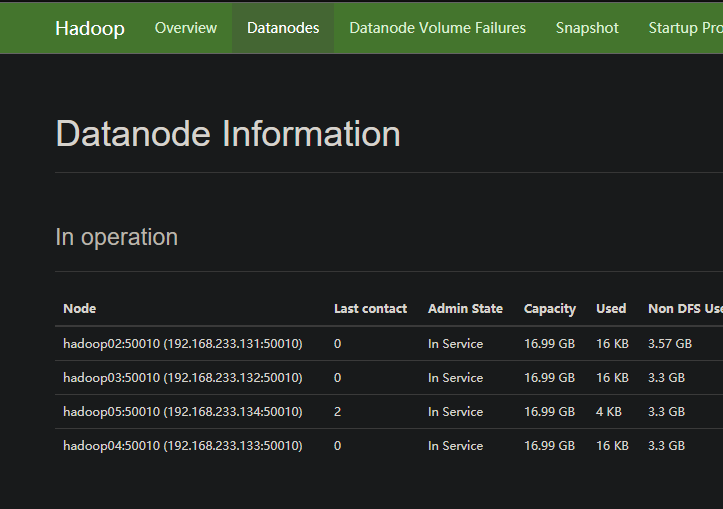 Hadoop Overview Datanodes Datanode Volume Failures Snapshot Startup Pro
Datanode Information
In operation
Node Last contact Admin State Capacity Used Non DFS Use
hadoop02:50010 (192.168.233.131:50010) 0 In Service 16.99 GB 16 KB 3.57 GB
hadoop03:50010 (192.168.233.132:50010) 0 In Service 16.99 GB 16 KB 3.3 GB
hadoop05:50010 (192.168.233.134:50010) 2 In Service 16.99 GB 4 KB 3.3 GB
hadoop04:50010 (192.168.233.133:50010) 0 In Service 16.99 GB 16 KB 3.3 GB